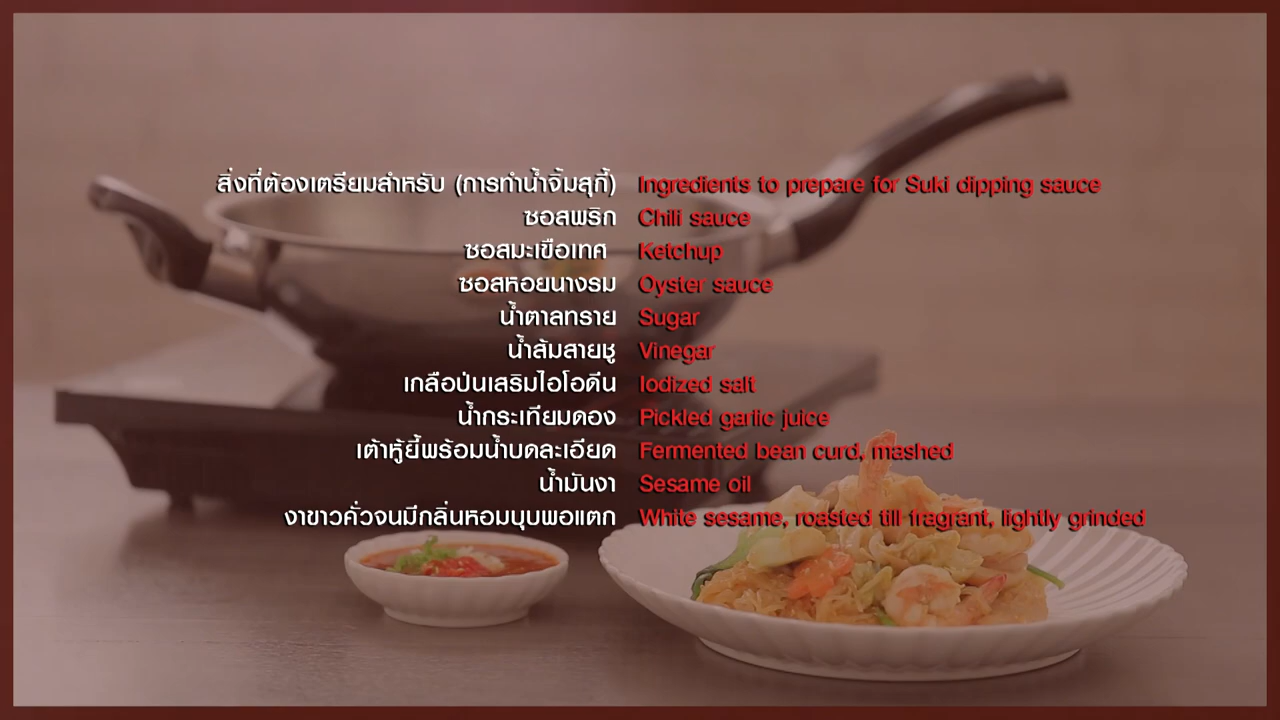 สิ่งที่ต้องเตรียมสำหรับ (การทำน้ำจิ้มสุกี้) Ingredients to prepare for Suki dipping sauce
ซอสพริก Chili sauce
ซอสมะเขือเทศ Ketchup
ซอสหอยนางรม Oyster sauce
น้ำตาลทราย Sugar
น้ำส้มสายชู Vinegar
เกลือป่นเสริมไอโอดีน Iodized salt
น้ำกระเทียมดอง Pickled garlic juice
เต้าหู้ยี้พร้อมน้ำบดละเอียด Fermented bean curd, mashed
น้ำมันงา Sesame oil
งาขาวคั่วจนมีกลิ่นหอมบุบพอแตก White sesame, roasted till fragrant, lightly grinded